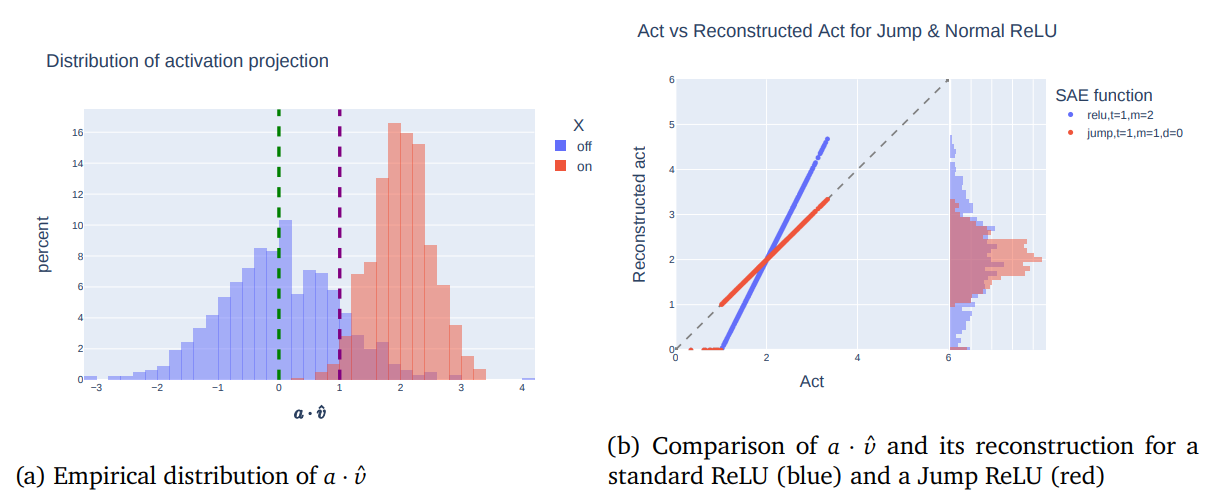 Distribution of activation projection
percent
16
14
12
10
8
6
4
2
0
−3
−2
−1
0
1
2
3
4
a · v̂
X
off
on
(a) Empirical distribution of a · v̂
Act vs Reconstructed Act for Jump & Normal ReLU
Reconstructed act
6
5
4
3
2
1
0
0
2
4
6
Act
SAE function
relu,t=1,m=2
jump,t=1,m=1,d=0
(b) Comparison of a · v̂ and its reconstruction for a
standard ReLU (blue) and a Jump ReLU (red)